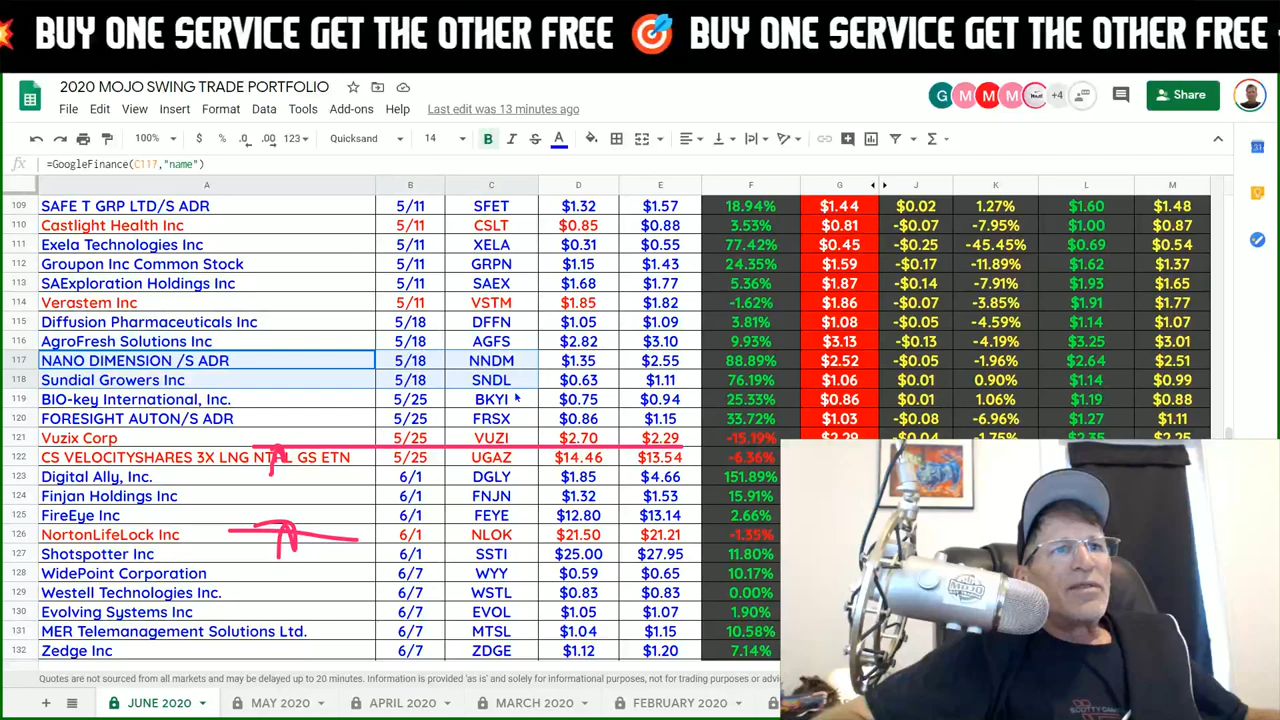 BUY ONE SERVICE GET THE OTHER FREE 🎯 BUY ONE SERVICE GET THE OTHER FREE -
2020 MOJO SWING TRADE PORTFOLIO
G M M M +4 Share
File Edit View Insert Format Data Tools Add-ons Help Last edit was 13 minutes ago
100% $ % .0 .00 123 Quicksand 14 B I S A
fx =GoogleFinance(C117,"name")
A B C D E F G J K L M
109 SAFE T GRP LTD/S ADR 5/11 SFET $1.32 $1.57 18.94% $1.44 $0.02 1.27% $1.60 $1.48
110 Castlight Health Inc 5/11 CSLT $0.85 $0.88 3.53% $0.81 -$0.07 -7.95% $1.00 $0.87
111 Exela Technologies Inc 5/11 XELA $0.31 $0.55 77.42% $0.45 -$0.25 -45.45% $0.69 $0.54
112 Groupon Inc Common Stock 5/11 GRPN $1.15 $1.43 24.35% $1.59 -$0.17 -11.89% $1.62 $1.37
113 SAExploration Holdings Inc 5/11 SAEX $1.68 $1.77 5.36% $1.87 -$0.14 -7.91% $1.93 $1.65
114 Verastem Inc 5/11 VSTM $1.85 $1.82 -1.62% $1.86 -$0.07 -3.85% $1.91 $1.77
115 Diffusion Pharmaceuticals Inc 5/18 DFFN $1.05 $1.09 3.81% $1.08 -$0.05 -4.59% $1.14 $1.07
116 AgroFresh Solutions Inc 5/18 AGFS $2.82 $3.10 9.93% $3.13 -$0.13 -4.19% $3.25 $3.01
117 NANO DIMENSION /S ADR 5/18 NNDM $1.35 $2.55 88.89% $2.52 -$0.05 -1.96% $2.64 $2.51
118 Sundial Growers Inc 5/18 SNDL $0.63 $1.11 76.19% $1.06 $0.01 0.90% $1.14 $0.99
119 BIO-key International, Inc. 5/25 BKYI $0.75 $0.94 25.33% $0.86 $0.01 1.06% $1.19 $0.88
120 FORESIGHT AUTON/S ADR 5/25 FRSX $0.86 $1.15 33.72% $1.03 -$0.08 -6.96% $1.27 $1.11
121 Vuzix Corp 5/25 VUZI $2.70 $2.29 -15.19% $2.29 -1.75% $2.35 $2.25
122 CS VELOCITYSHARES 3X LNG NTRL GS ETN 5/25 UGAZ $14.46 $13.54 -6.36%
123 Digital Ally, Inc. 6/1 DGLY $1.85 $4.66 151.89%
124 Finjan Holdings Inc 6/1 FNJN $1.32 $1.53 15.91%
125 FireEye Inc 6/1 FEYE $12.80 $13.14 2.66%
126 NortonLifeLock Inc 6/1 NLOK $21.50 $21.21 -1.35%
127 Shotspotter Inc 6/1 SSTI $25.00 $27.95 11.80%
128 WidePoint Corporation 6/7 WYY $0.59 $0.65 10.17%
129 Westell Technologies Inc. 6/7 WSTL $0.83 $0.83 0.00%
130 Evolving Systems Inc 6/7 EVOL $1.05 $1.07 1.90%
131 MER Telemanagement Solutions Ltd. 6/7 MTSL $1.04 $1.15 10.58%
132 Zedge Inc 6/7 ZDGE $1.12 $1.20 7.14%
MOJO
Quotes are not sourced from all markets and may be delayed up to 20 minutes. Information is provided 'as is' and solely for informational purposes, not for trading purposes or
JUNE 2020 MAY 2020 APRIL 2020 MARCH 2020 FEBRUARY 2020